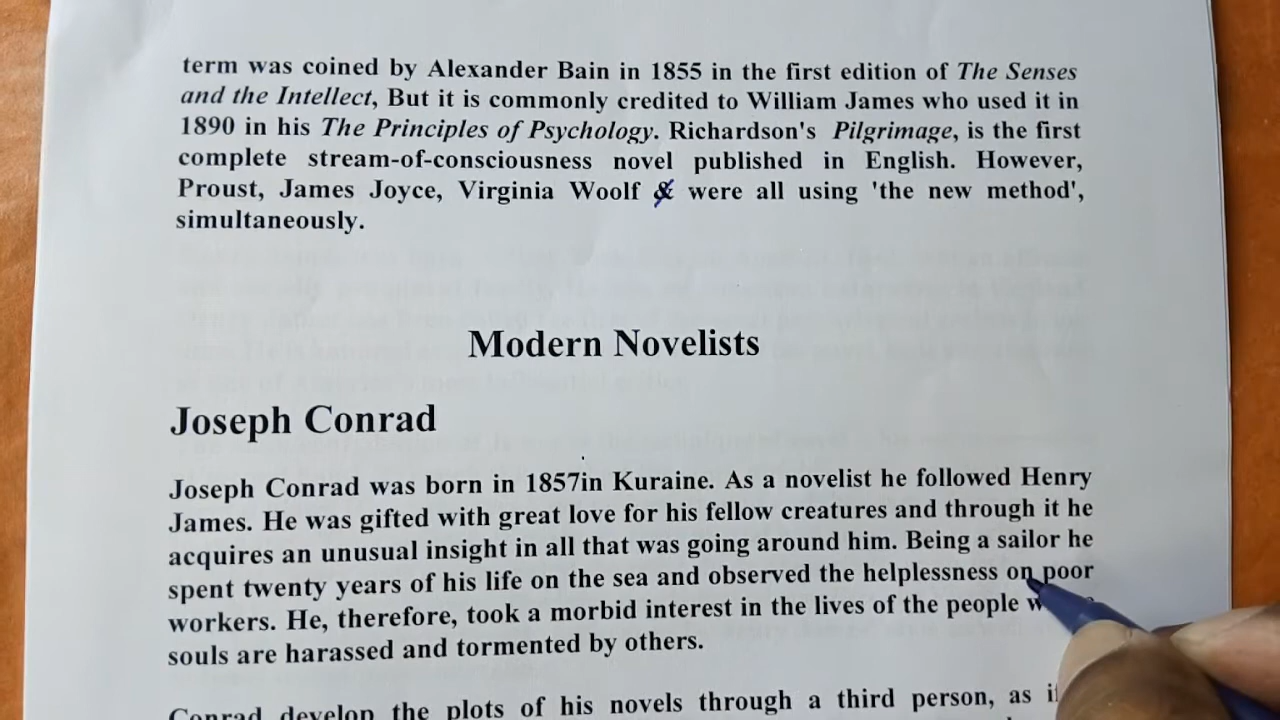 term was coined by Alexander Bain in 1855 in the first edition of The Senses
and the Intellect, But it is commonly credited to William James who used it in
1890 in his The Principles of Psychology. Richardson's Pilgrimage, is the first
complete stream-of-consciousness novel published in English. However,
Proust, James Joyce, Virginia Woolf & were all using 'the new method',
simultaneously.
Modern Novelists
Joseph Conrad
Joseph Conrad was born in 1857in Kuraine. As a novelist he followed Henry
James. He was gifted with great love for his fellow creatures and through it he
acquires an unusual insight in all that was going around him. Being a sailor he
spent twenty years of his life on the sea and observed the helplessness on poor
workers. He, therefore, took a morbid interest in the lives of the people
souls are harassed and tormented by others.
Conrad develop the plots of his novels through a third person, as